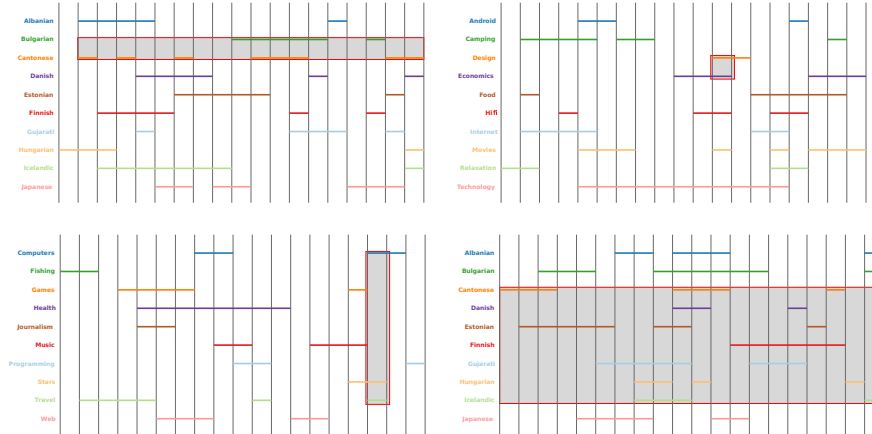 Albanian
Bulgarian
Cantonese
Danish
Estonian
Finnish
Gujarati
Hungarian
Icelandic
Japanese
Android
Camping
Design
Economics
Food
Hifi
Internet
Movies
Relaxation
Technology
Computers
Fishing
Games
Health
Journalism
Music
Programming
Stars
Travel
Web
Albanian
Bulgarian
Cantonese
Danish
Estonian
Finnish
Gujarati
Hungarian
Icelandic
Japanese